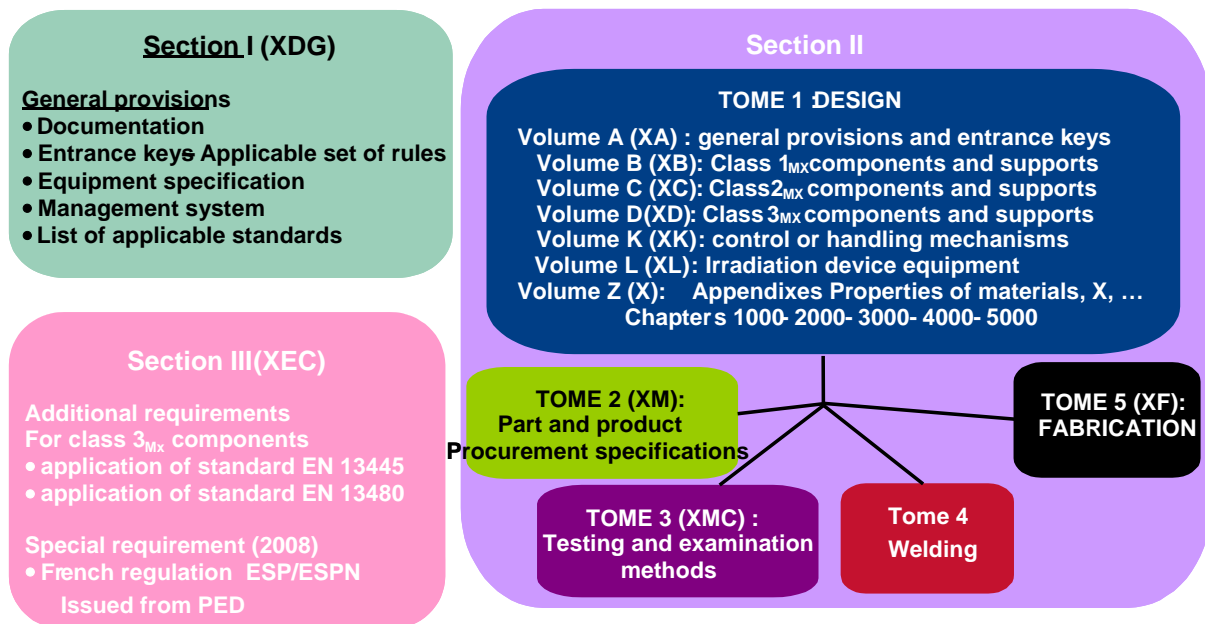 Section I (XDG)
General provisions
• Documentation
• Entrance keys- Applicable set of rules
• Equipment specification
• Management system
• List of applicable standards
Section III(XEC)
Additional requirements
For class 3Mx components
• application of standard EN 13445
• application of standard EN 13480
Special requirement (2008)
• French regulation ESP/ESPN
Issued from PED
Section II
TOME 1 :DESIGN
Volume A (XA) : general provisions and entrance keys
Volume B (XB): Class 1MX components and supports
Volume C (XC): Class2MX components and supports
Volume D(XD): Class 3MX components and supports
Volume K (XK): control or handling mechanisms
Volume L (XL): Irradiation device equipment
Volume Z (X): Appendixes Properties of materials, X, …
Chapters 1000- 2000- 3000- 4000- 5000
TOME 2 (XM):
Part and product
Procurement specifications
TOME 3 (XMC) :
Testing and examination
methods
Tome 4
Welding
TOME 5 (XF):
FABRICATION